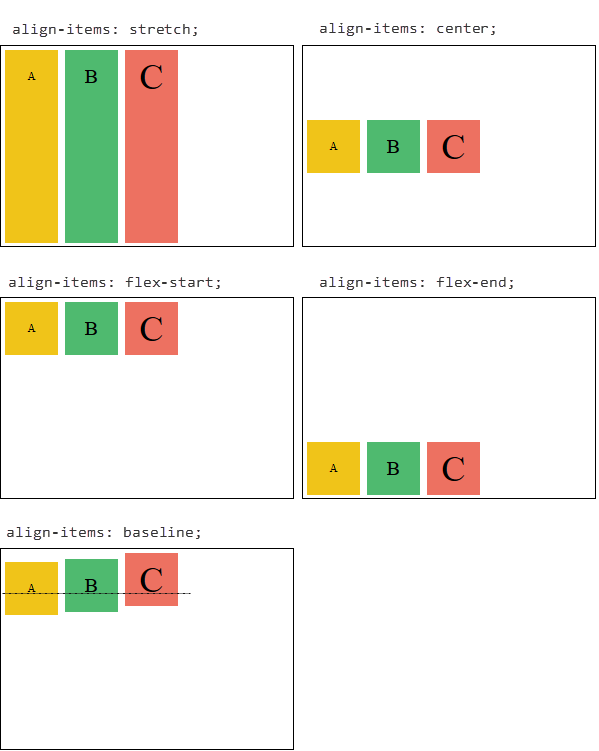 align-items: stretch;
align-items: center;
A B C
A B C
align-items: flex-start;
align-items: flex-end;
A B C
A B C
align-items: baseline;
A B C